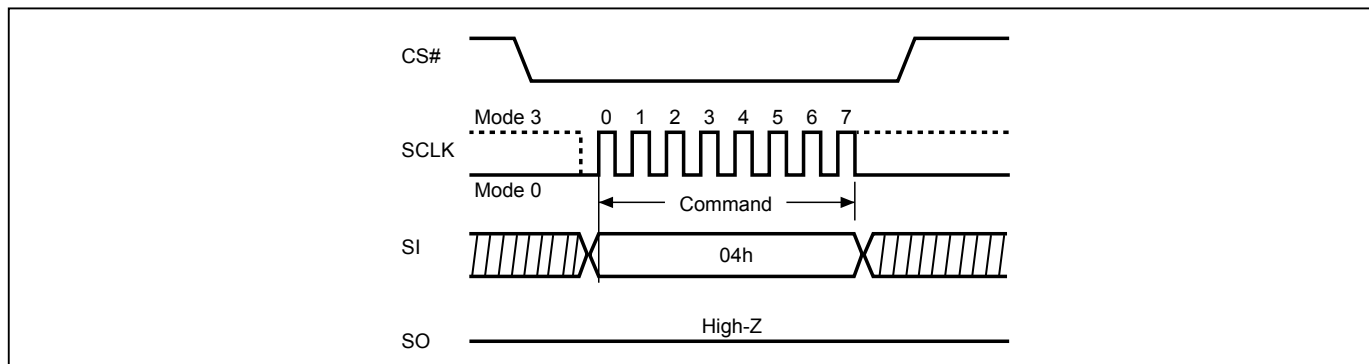 CS#
Mode 3
0 1 2 3 4 5 6 7
SCLK
Mode 0
Command
SI
04h
High-Z
SO